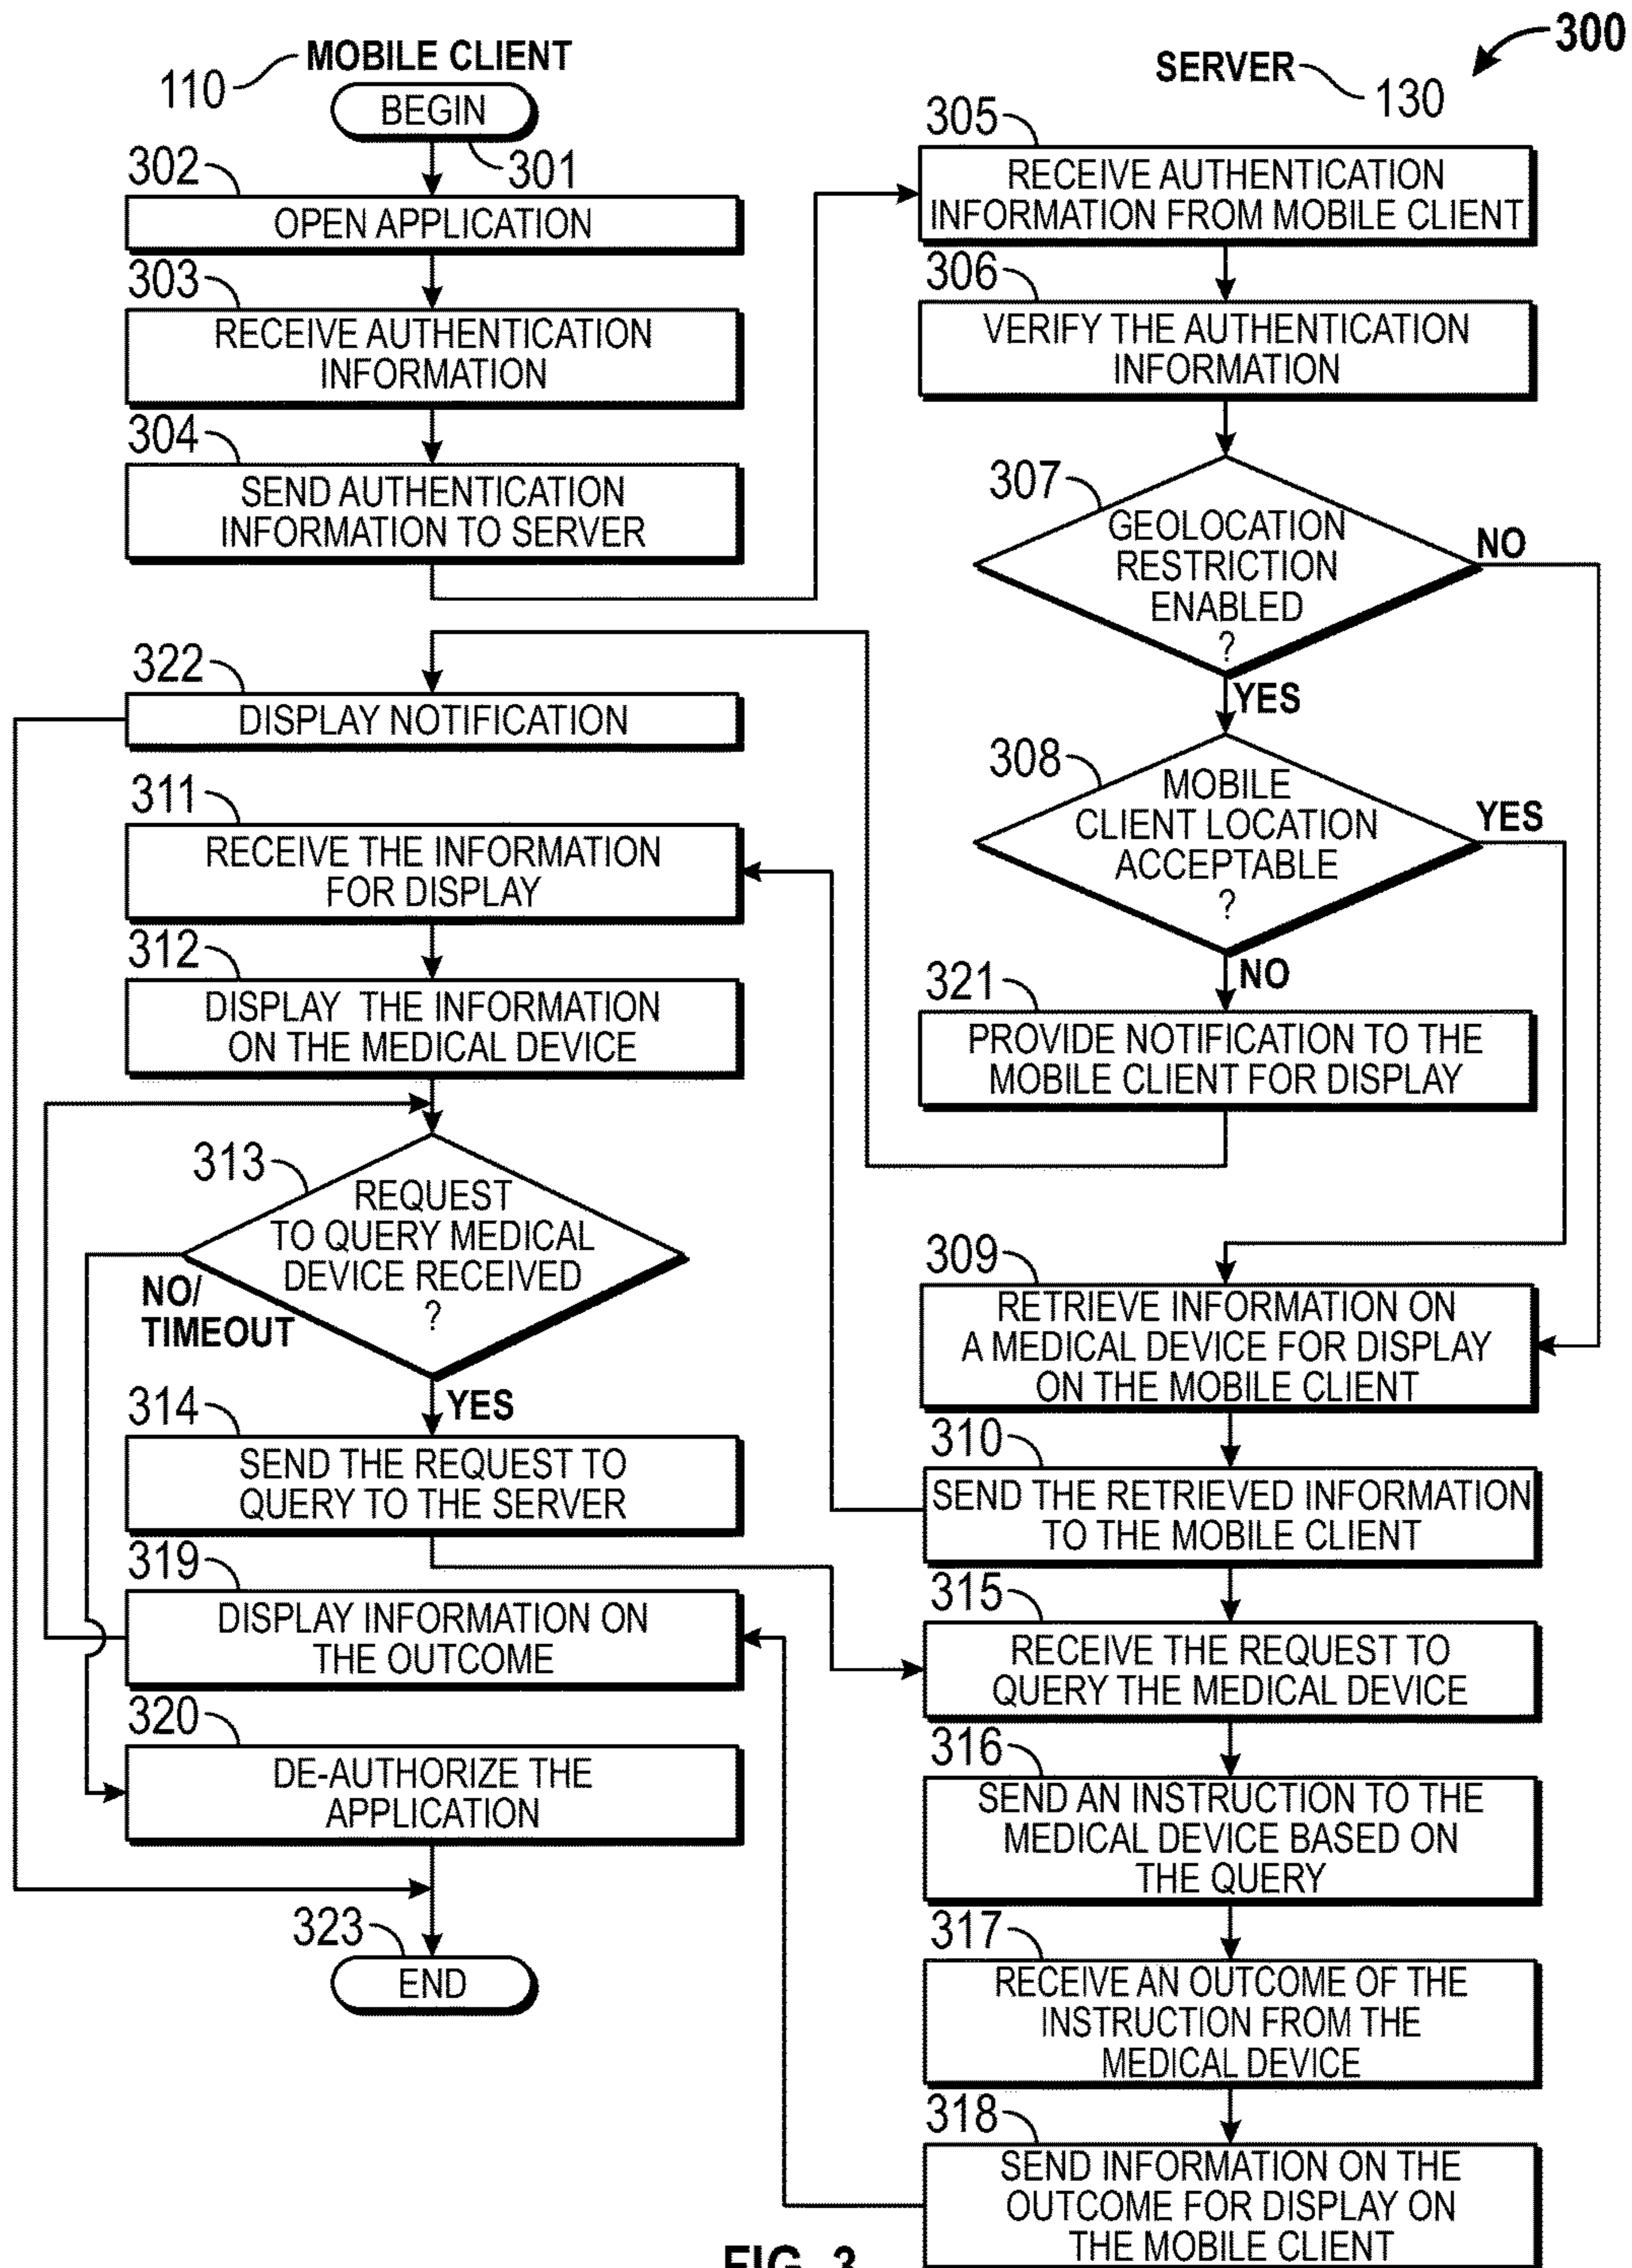 300
MOBILE CLIENT
110
BEGIN
301
302
OPEN APPLICATION
303
RECEIVE AUTHENTICATION
INFORMATION
304
SEND AUTHENTICATION
INFORMATION TO SERVER
322
DISPLAY NOTIFICATION
311
RECEIVE THE INFORMATION
FOR DISPLAY
312
DISPLAY THE INFORMATION
ON THE MEDICAL DEVICE
313
REQUEST
TO QUERY MEDICAL
DEVICE RECEIVED
?
NO/
TIMEOUT
YES
314
SEND THE REQUEST TO
QUERY TO THE SERVER
319
DISPLAY INFORMATION ON
THE OUTCOME
320
DE-AUTHORIZE THE
APPLICATION
323
END
SERVER
130
305
RECEIVE AUTHENTICATION
INFORMATION FROM MOBILE CLIENT
306
VERIFY THE AUTHENTICATION
INFORMATION
307
GEOLOCATION
RESTRICTION
ENABLED
?
NO
YES
308
MOBILE
CLIENT LOCATION
ACCEPTABLE
?
YES
NO
321
PROVIDE NOTIFICATION TO THE
MOBILE CLIENT FOR DISPLAY
309
RETRIEVE INFORMATION ON
A MEDICAL DEVICE FOR DISPLAY
ON THE MOBILE CLIENT
310
SEND THE RETRIEVED INFORMATION
TO THE MOBILE CLIENT
315
RECEIVE THE REQUEST TO
QUERY THE MEDICAL DEVICE
316
SEND AN INSTRUCTION TO THE
MEDICAL DEVICE BASED ON
THE QUERY
317
RECEIVE AN OUTCOME OF THE
INSTRUCTION FROM THE
MEDICAL DEVICE
318
SEND INFORMATION ON THE
OUTCOME FOR DISPLAY ON
THE MOBILE CLIENT
FIG. 3